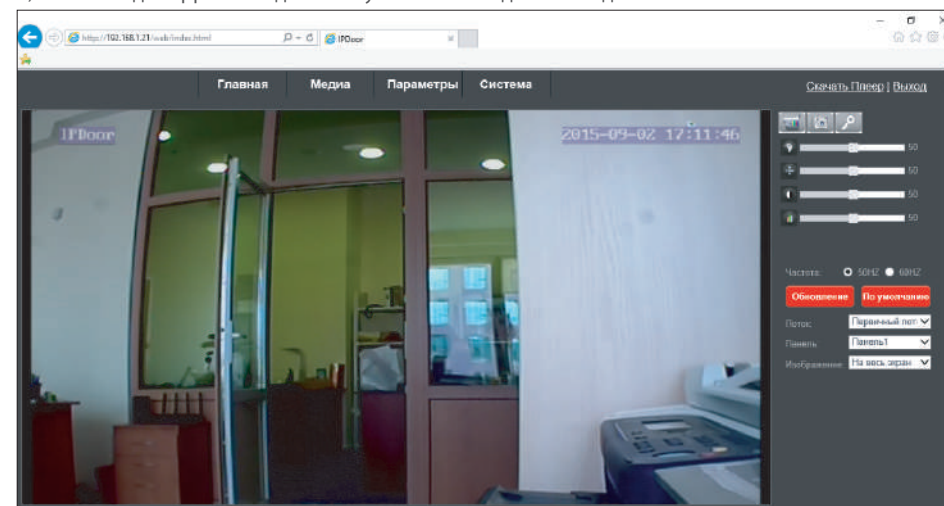 http://192.168.1.21/web/index.html
IPDoor
Главная Медиа Параметры Система
Скачать Плеер | Выход
IPDoor
2015-09-02 17:11:46
50
50
50
50
Частота: 50HZ 60HZ
Обновление По умолчанию
Поток: Первичный пот
Панель: Панель1
Изображение: На весь экран